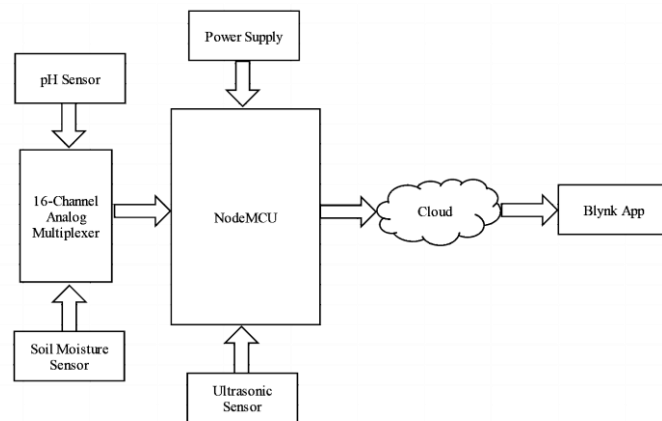 Power Supply
pH Sensor
16-Channel
Analog
Multiplexer
NodeMCU
Cloud
Blynk App
Soil Moisture
Sensor
Ultrasonic
Sensor